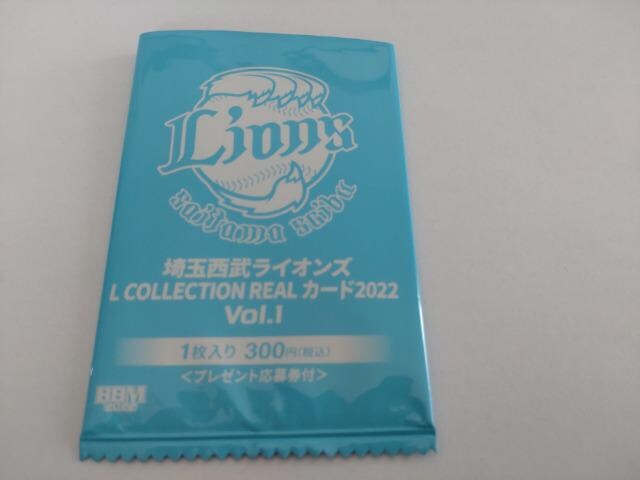 Lions
saitama seibu
埼玉西武ライオンズ
L COLLECTION REAL カード2022
Vol.1
1枚入り 300円(税込)
<プレゼント応募券付>
BBM
2022